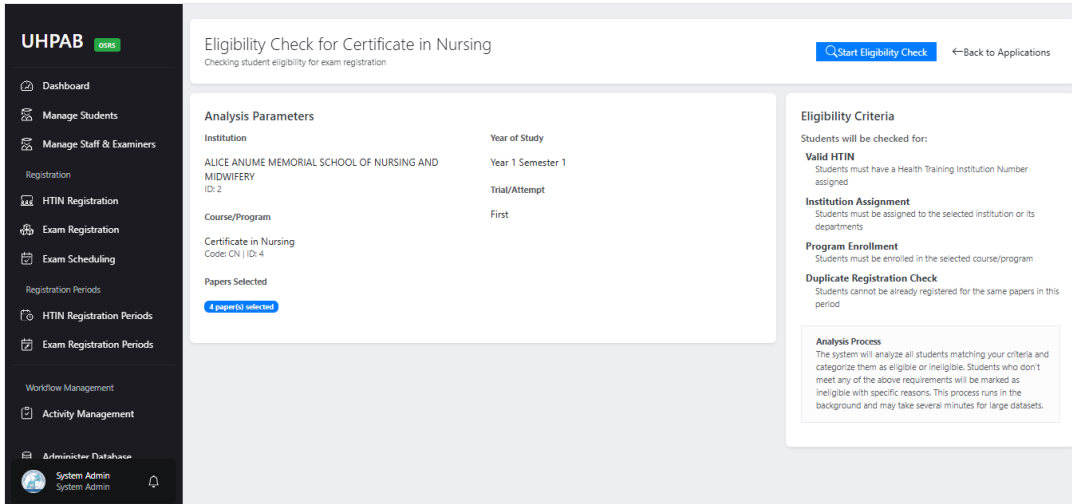 UHPAB OSRS
Dashboard
Manage Students
Manage Staff & Examiners
Registration
HTIN Registration
Exam Registration
Exam Scheduling
Registration Periods
HTIN Registration Periods
Exam Registration Periods
Workflow Management
Activity Management
Administer Database
System Admin
System Admin
Eligibility Check for Certificate in Nursing
Checking student eligibility for exam registration
Start Eligibility Check
←Back to Applications
Analysis Parameters
Institution
ALICE ANUME MEMORIAL SCHOOL OF NURSING AND
MIDWIFERY
ID: 2
Course/Program
Certificate in Nursing
Code: CN | ID: 4
Papers Selected
4 paper(s) selected
Year of Study
Year 1 Semester 1
Trial/Attempt
First
Eligibility Criteria
Students will be checked for:
Valid HTIN
Students must have a Health Training Institution Number
assigned
Institution Assignment
Students must be assigned to the selected institution or its
departments
Program Enrollment
Students must be enrolled in the selected course/program
Duplicate Registration Check
Students cannot be already registered for the same papers in this
period
Analysis Process
The system will analyze all students matching your criteria and
categorize them as eligible or ineligible. Students who don't
meet any of the above requirements will be marked as
ineligible with specific reasons. This process runs in the
background and may take several minutes for large datasets.